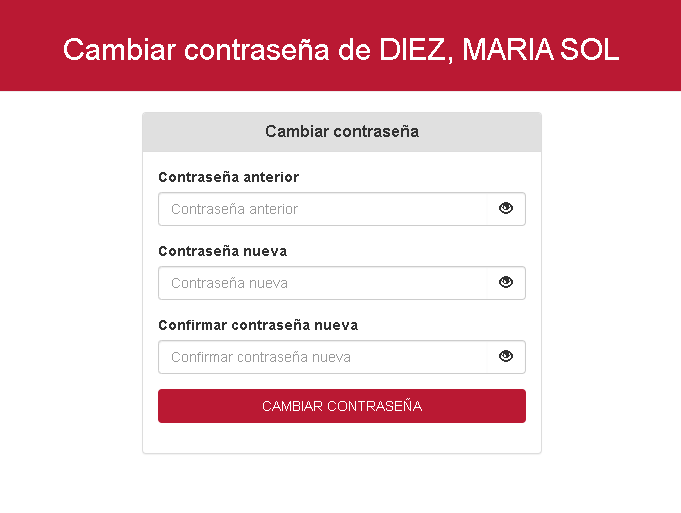 Cambiar contraseña de DIEZ, MARIA SOL
Cambiar contraseña
Contraseña anterior
Contraseña anterior
Contraseña nueva
Contraseña nueva
Confirmar contraseña nueva
Confirmar contraseña nueva
CAMBIAR CONTRASEÑA